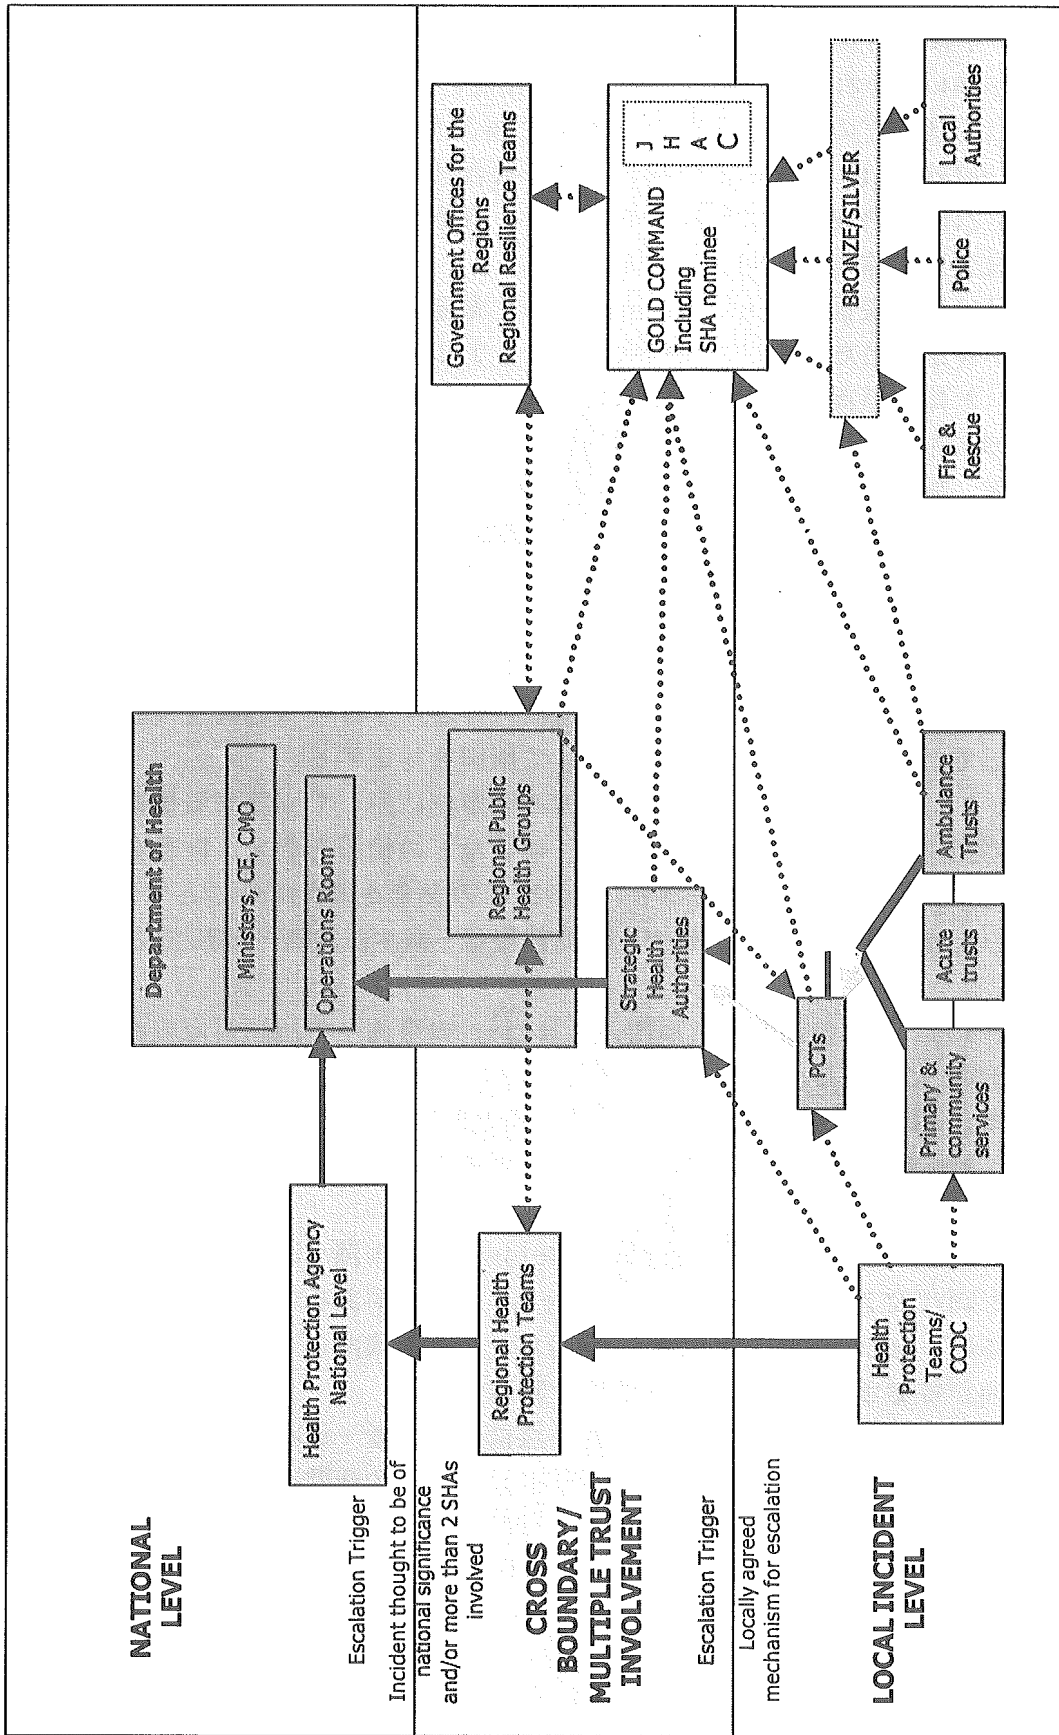 NATIONAL
LEVEL
Escalation Trigger
Incident thought to be of
national significance
and/or more than 2 SHAs
involved
CROSS
BOUNDARY/
MULTIPLE TRUST
INVOLVEMENT
Escalation Trigger
Locally agreed
mechanism for escalation
LOCAL INCIDENT
LEVEL
Department of Health
Ministers, CE, CMO
Operations Room
Health Protection Agency
National Level
Regional Health
Protection Teams
Regional Public
Health Groups
Government Offices for the
Regions
Regional Resilience Teams
Strategic
Health
Authorities
GOLD COMMAND
Including
SHA nominee
J
H
A
C
PCTs
BRONZE/SILVER
Health
Protection
Teams/
CCDC
Primary &
community
services
Acute
trusts
Ambulance
Trusts
Fire &
Rescue
Police
Local
Authorities